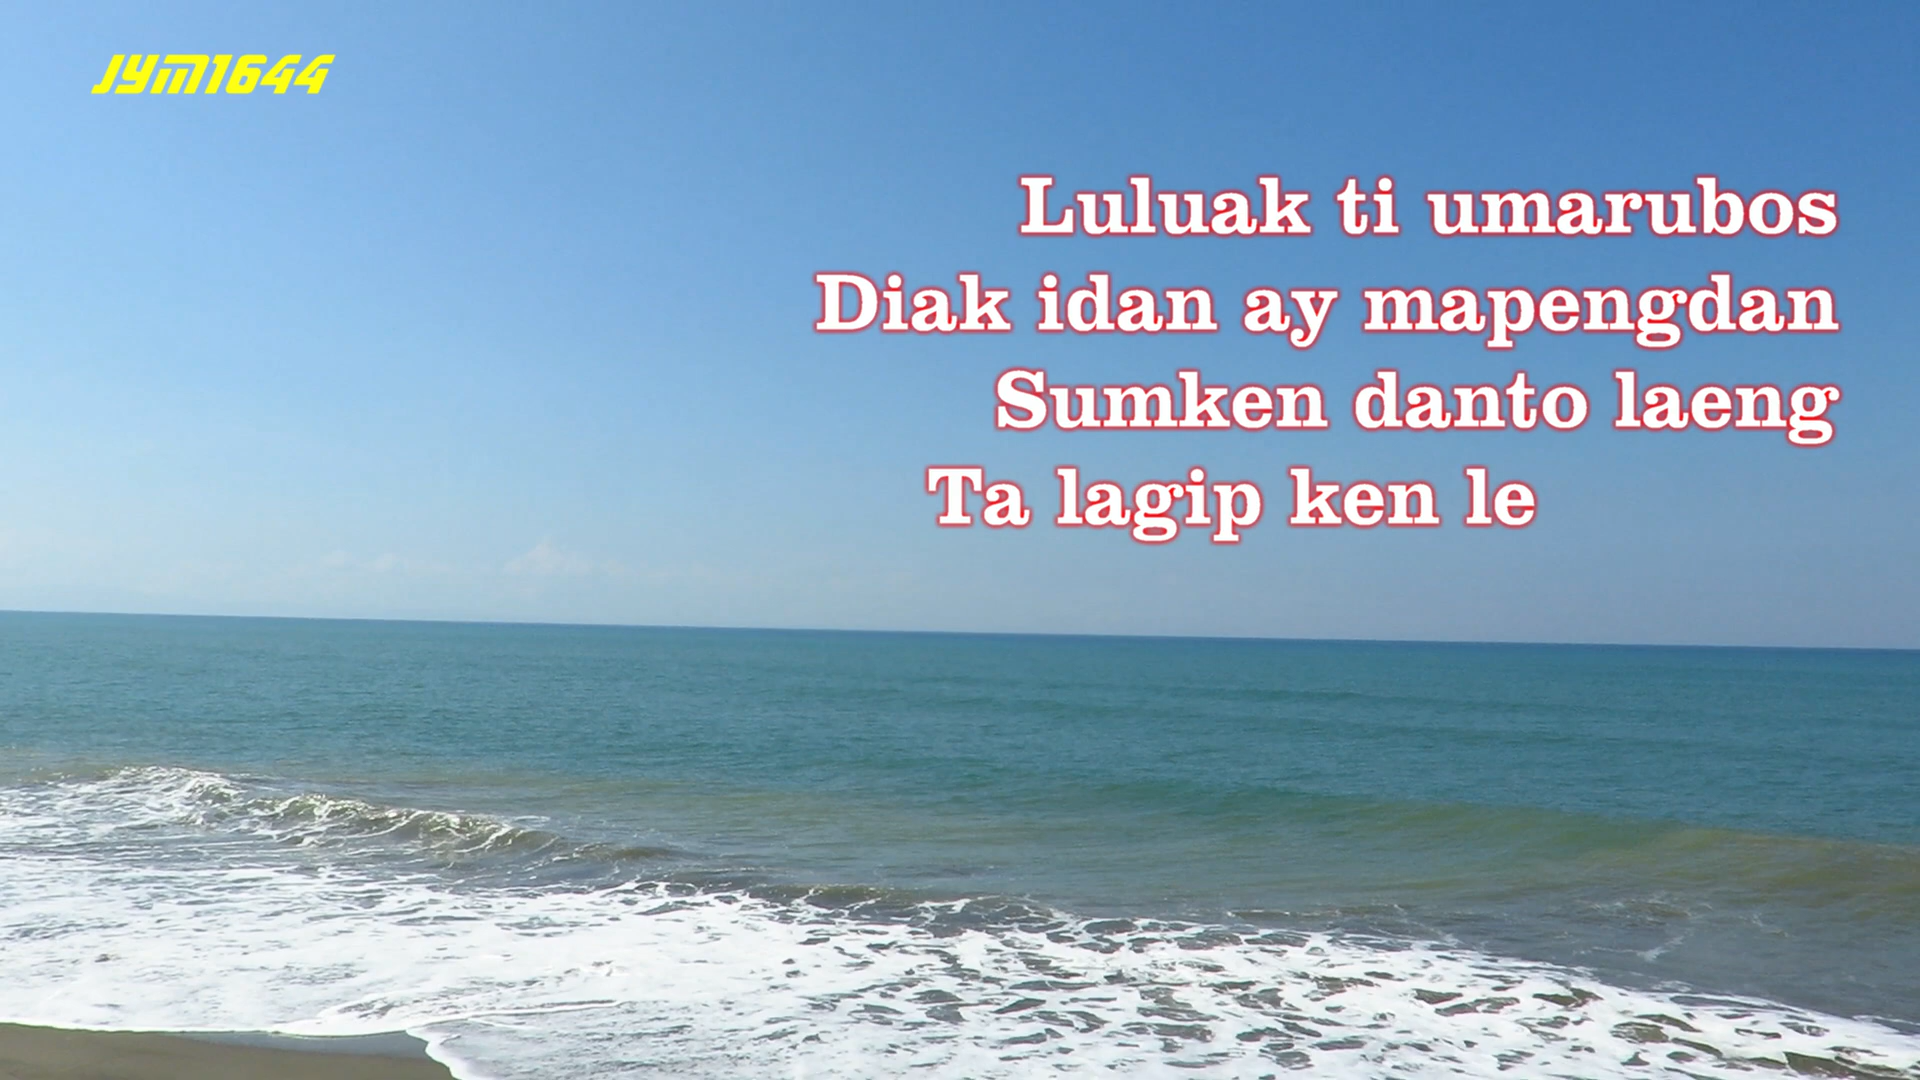 JYM1644
Luluak ti umarubos
Diak idan ay mapengdan
Sumken danto laeng
Ta lagip ken le